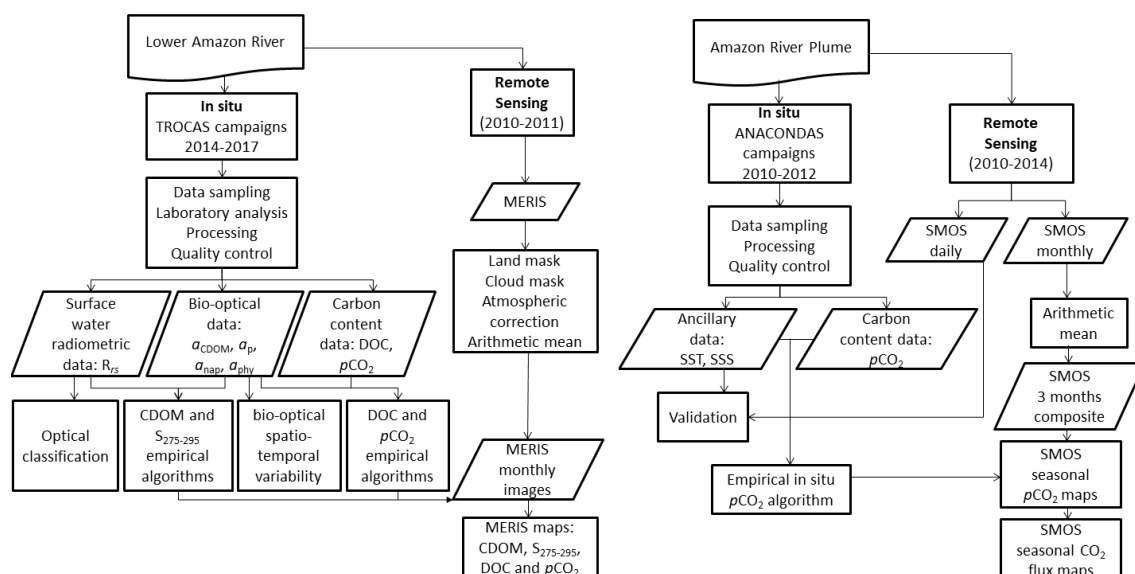 Lower Amazon River
In situ
TROCAS campaigns
2014-2017
Remote
Sensing
(2010-2011)
Data sampling
Laboratory analysis
Processing
Quality control
MERIS
Land mask
Cloud mask
Atmospheric
correction
Arithmetic mean
Surface
water
radiometric
data: Rrs
Bio-optical
data:
aCDOM, ap,
anap, aphy
Carbon
content
data: DOC,
pCO2
Optical
classification
CDOM and
S275-295
empirical
algorithms
bio-optical
spatio-
temporal
variability
DOC and
pCO2
empirical
algorithms
MERIS
monthly
images
MERIS maps:
CDOM, S275-295,
DOC and pCO2
Amazon River Plume
In situ
ANACONDAS
campaigns
2010-2012
Remote
Sensing
(2010-2014)
Data sampling
Processing
Quality control
SMOS
daily
SMOS
monthly
Ancillary
data:
SST, SSS
Carbon
content data:
pCO2
Arithmetic
mean
Validation
SMOS
3 months
composite
Empirical in situ
pCO2 algorithm
SMOS
seasonal
pCO2 maps
SMOS
seasonal CO2
flux maps